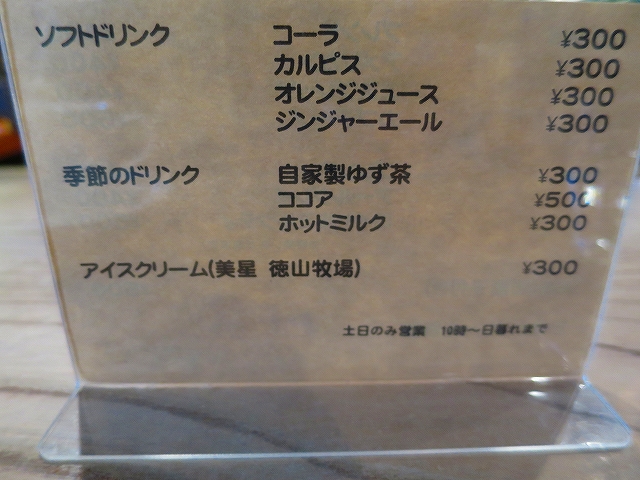 ソフトドリンク コーラ ¥300
カルピス ¥300
オレンジジュース ¥300
ジンジャーエール ¥300
季節のドリンク 自家製ゆず茶 ¥300
ココア ¥500
ホットミルク ¥300
アイスクリーム(美星 徳山牧場) ¥300
土日のみ営業 10時～日暮れまで